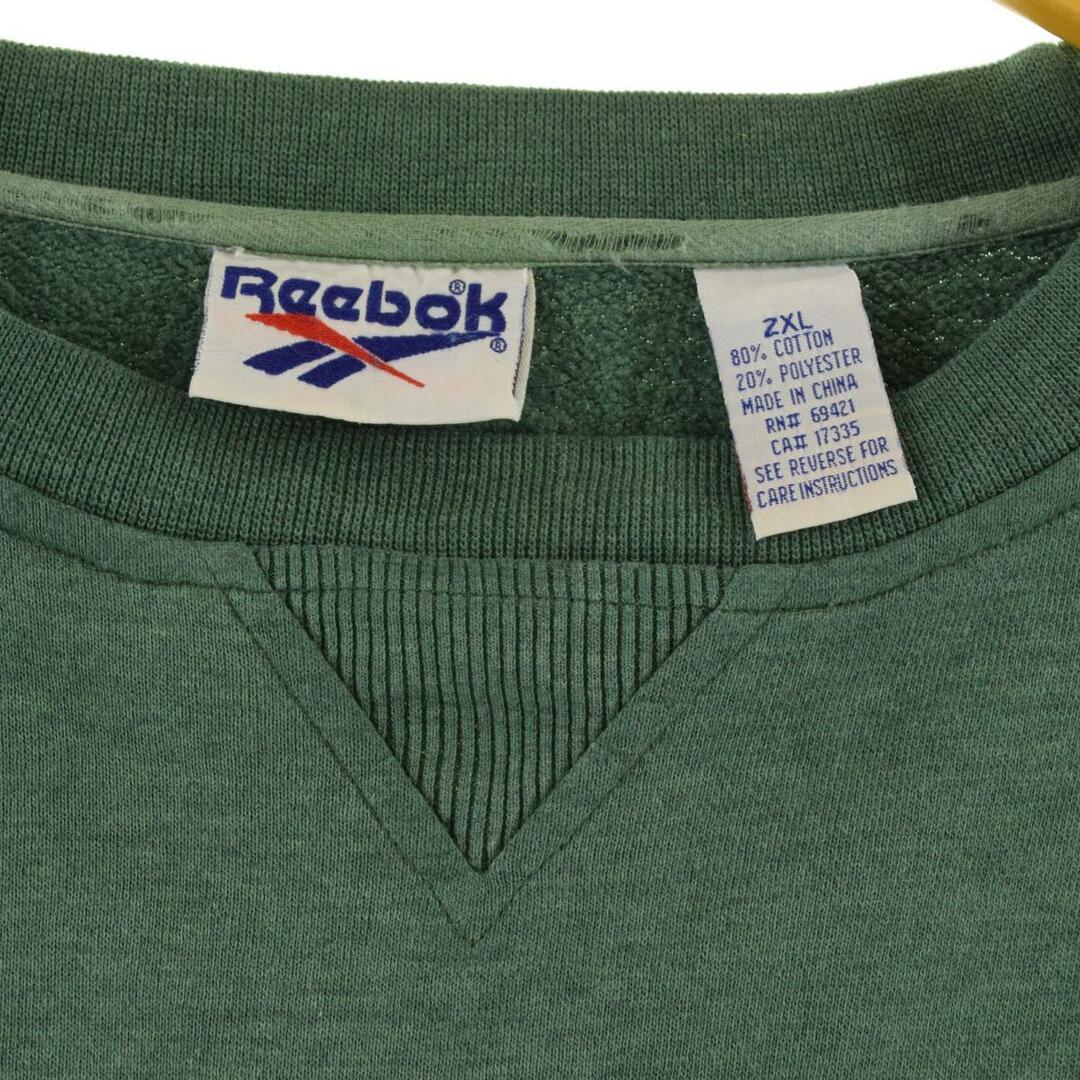 Reebok®
®
2XL
80% COTTON
20% POLYESTER
MADE IN CHINA
RN# 69421
CA# 17335
SEE REVERSE FOR
CARE INSTRUCTIONS